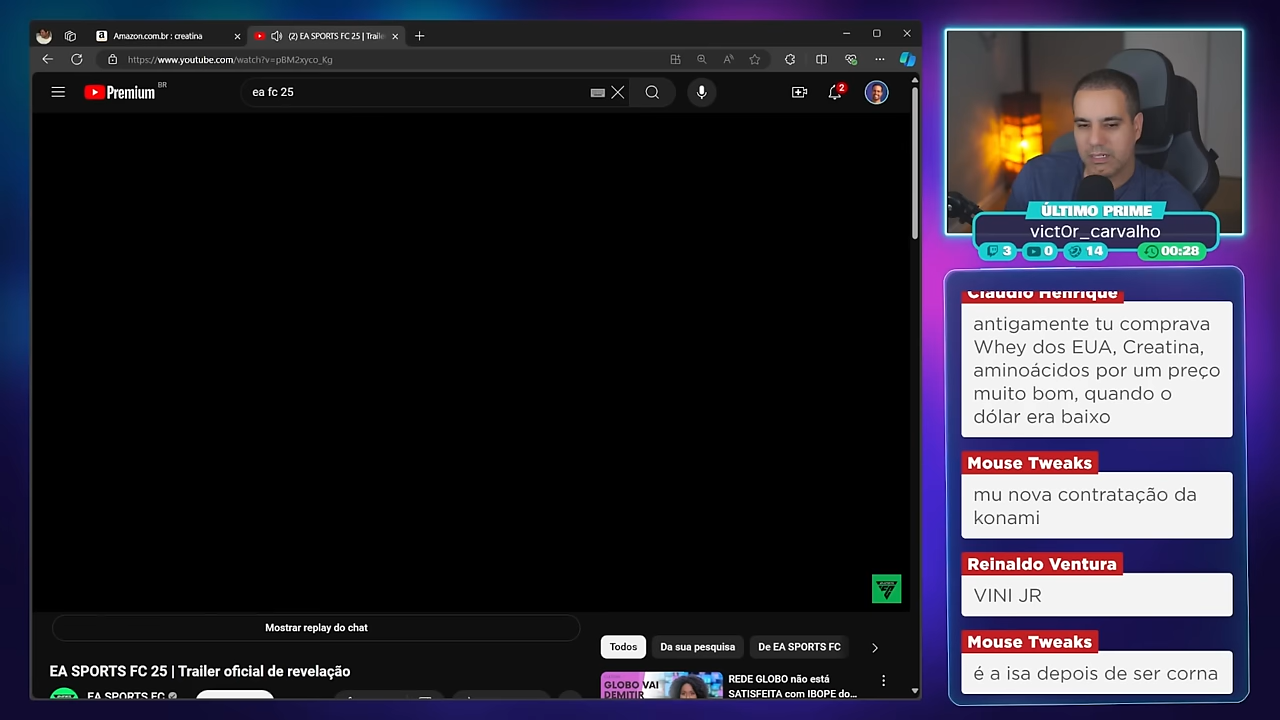 Amazon.com.br : creatina
(2) EA SPORTS FC 25 | Traile
https://www.youtube.com/watch?v=pBM2xyco_Kg
Premium BR
ea fc 25
2
Mostrar replay do chat
EA SPORTS FC 25 | Trailer oficial de revelação
EA SPORTS FC
Todos
Da sua pesquisa
De EA SPORTS FC
GLOBO VAI
DEMITIR
REDE GLOBO não está
SATISFEITA com IBOPE do...
ÚLTIMO PRIME
vict0r_carvalho
3
0
14
00:28
Claudio Henrique
antigamente tu comprava
Whey dos EUA, Creatina,
aminoácidos por um preço
muito bom, quando o
dólar era baixo
Mouse Tweaks
mu nova contratação da
konami
Reinaldo Ventura
VINI JR
Mouse Tweaks
é a isa depois de ser corna